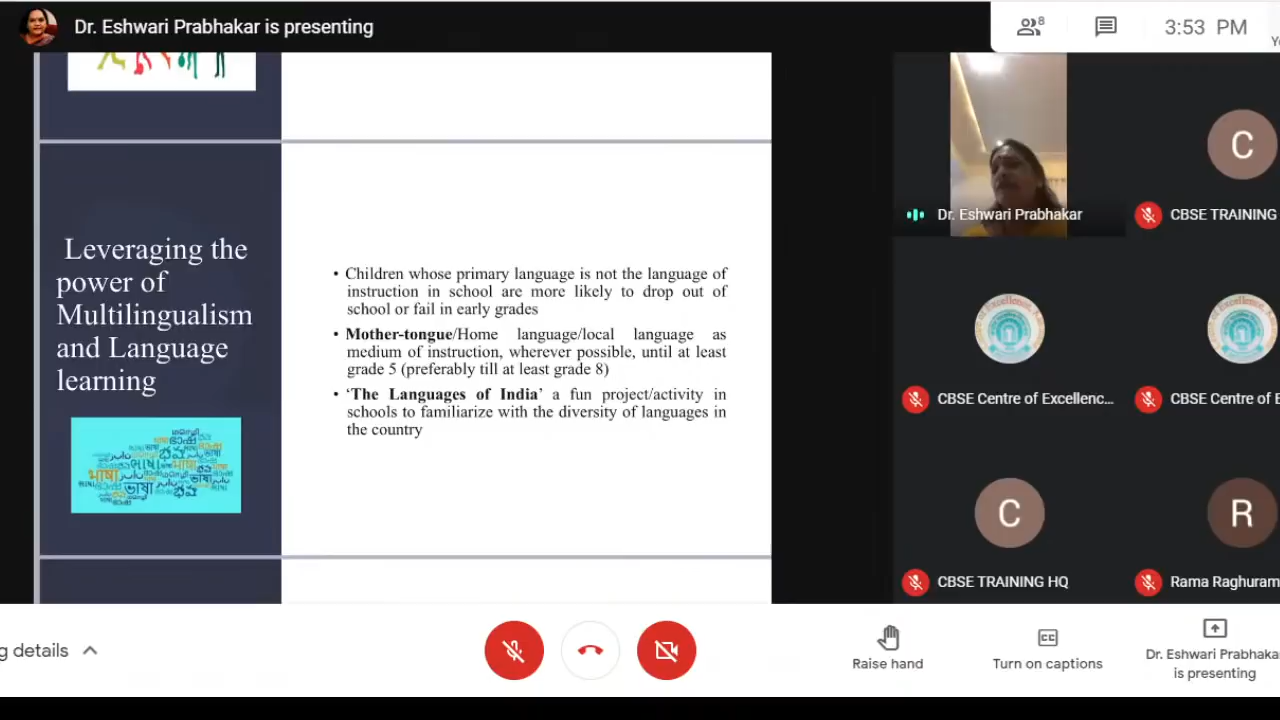 Dr. Eshwari Prabhakar is presenting
8
3:53 PM
Leveraging the
power of
Multilingualism
and Language
learning
• Children whose primary language is not the language of
instruction in school are more likely to drop out of
school or fail in early grades
• Mother-tongue/Home language/local language as
medium of instruction, wherever possible, until at least
grade 5 (preferably till at least grade 8)
• ‘The Languages of India’ a fun project/activity in
schools to familiarize with the diversity of languages in
the country
Dr. Eshwari Prabhakar
C
CBSE TRAINING
CBSE Centre of Excellenc...
CBSE Centre of E
C
CBSE TRAINING HQ
R
Rama Raghuram
g details
Raise hand
Turn on captions
Dr. Eshwari Prabhaka
is presenting